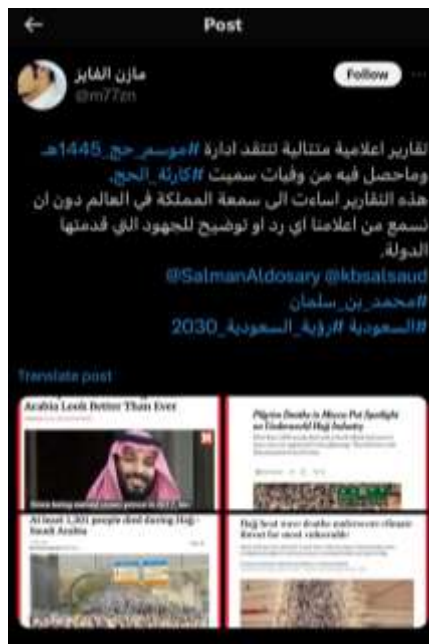 Post
مازن الفايز
Follow
@m77zn
تقارير اعلامية متتالية تنتقد ادارة #موسم_حج_1445هـ
وماحصل فيه من وفيات سميت #كارثة_الحج.
هذه التقارير اساءت الى سمعة المملكة في العالم دون ان
نسمع من اعلامنا اي رد او توضيح للجهود التي قدمتها
الدولة.
@SalmanAldosary @kbsalsaud
#محمد_بن_سلمان
#السعودية #رؤية_السعودية_2030
Translate post
Arabia Look Better Than Ever
Pilgrim Deaths in Mecca Put Spotlight
on Underworld Hajj Industry
At least 1,301 people died during Hajj -
Saudi Arabia
Hajj heat wave deaths underscore climate
threat for most vulnerable